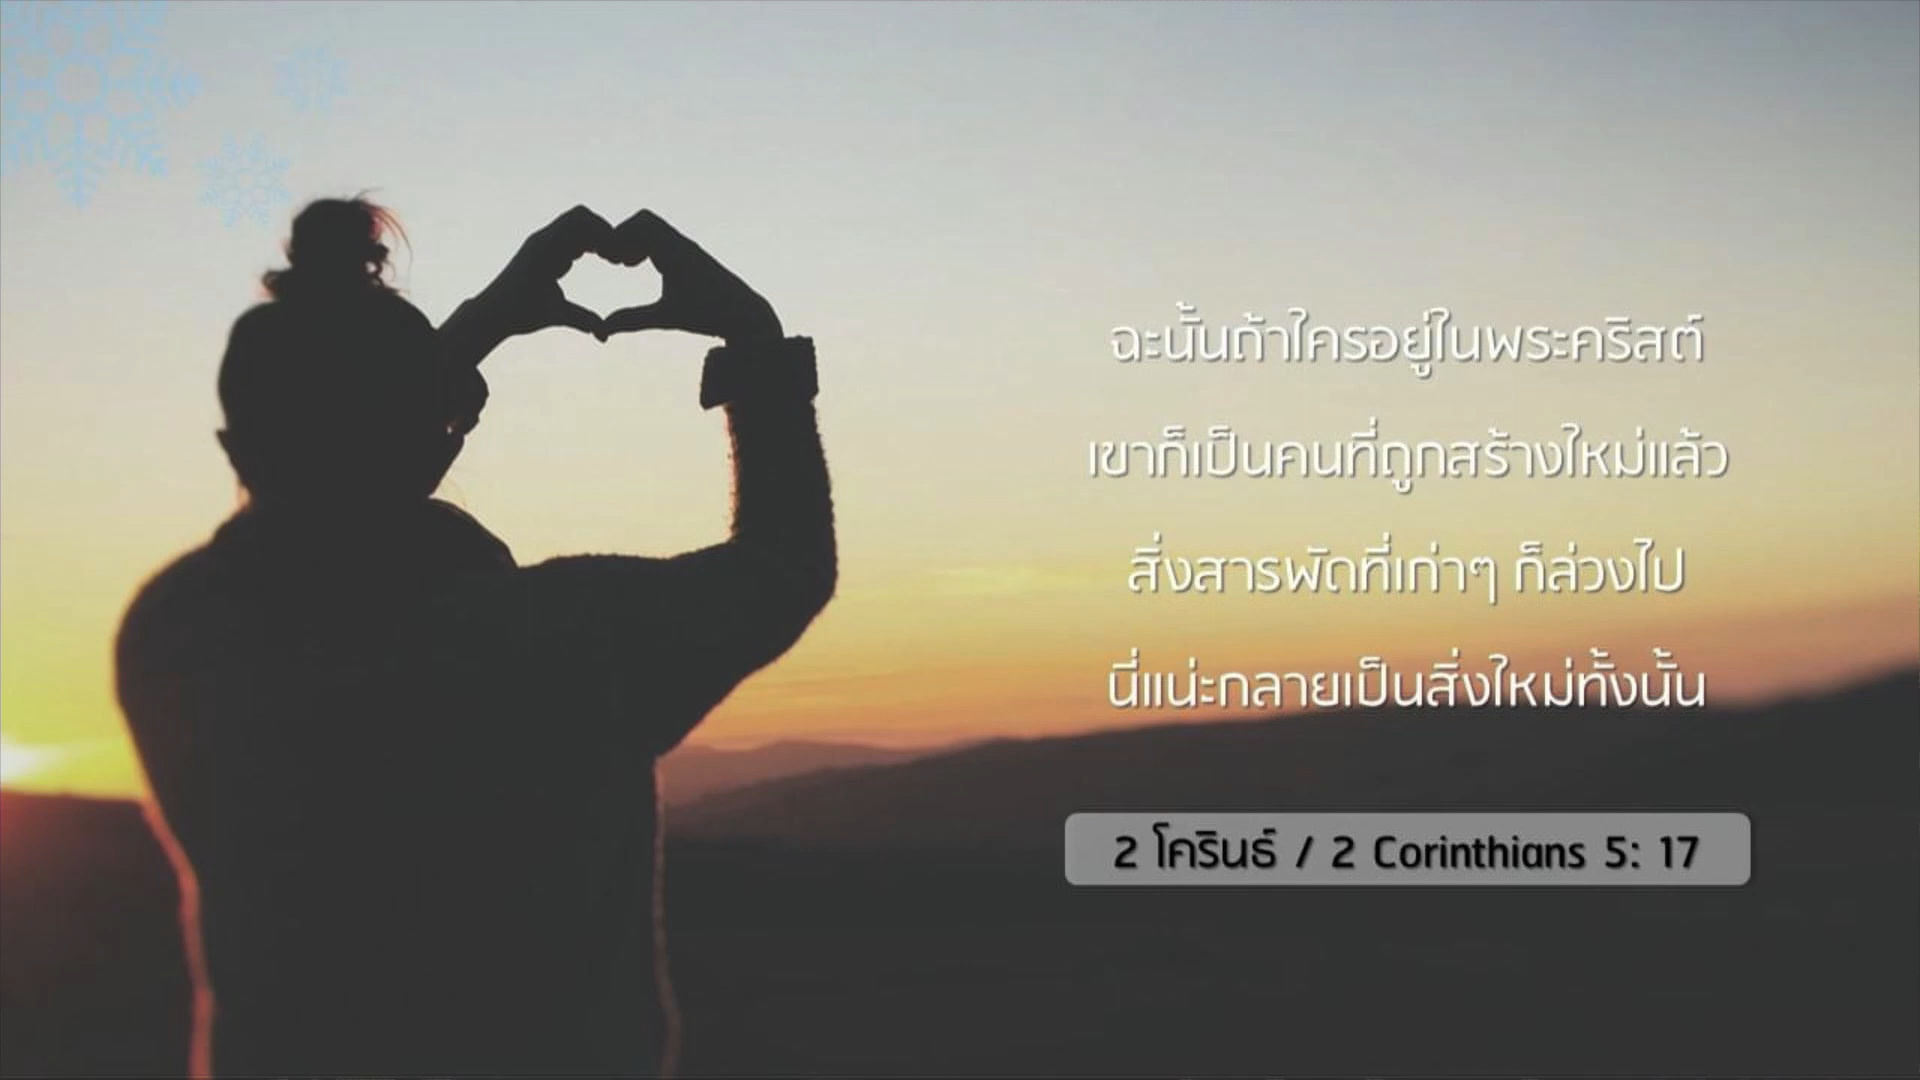 ฉะนั้นถ้าใครอยู่ในพระคริสต์
เขาก็เป็นคนที่ถูกสร้างใหม่แล้ว
สิ่งสารพัดที่เก่าๆ ก็ล่วงไป
นี่แน่ะกลายเป็นสิ่งใหม่ทั้งนั้น
2 โครินธ์ / 2 Corinthians 5: 17